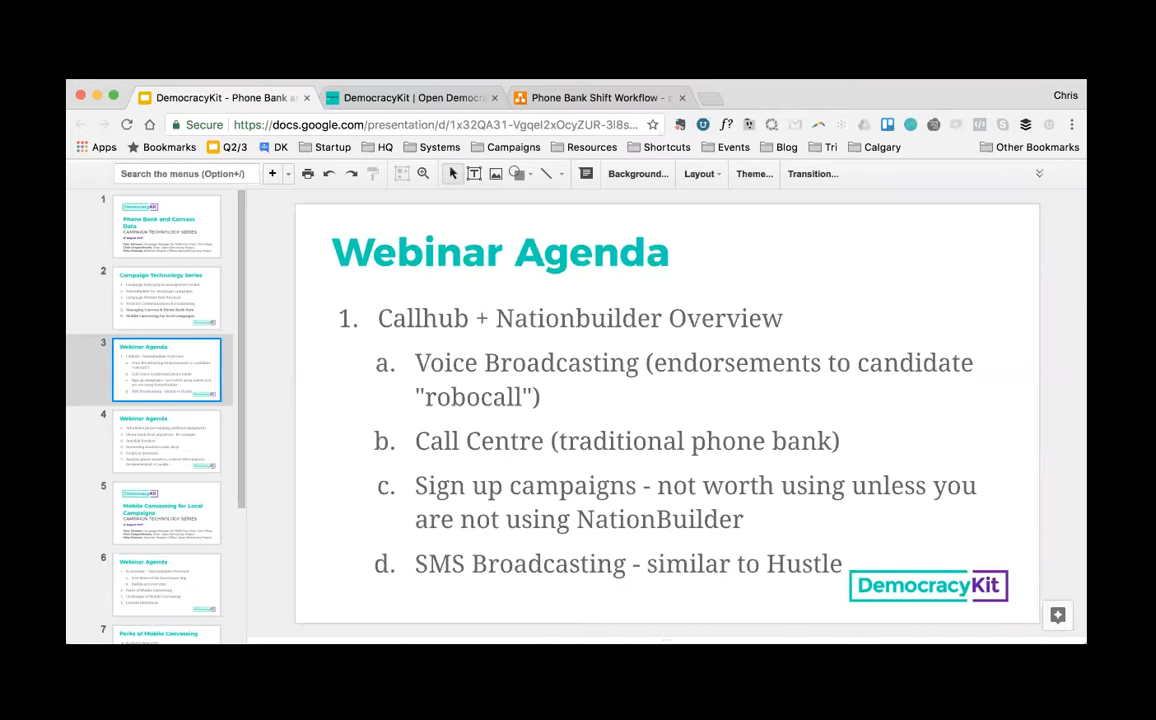 DemocracyKit - Phone Bank an
DemocracyKit | Open Democra
Phone Bank Shift Workflow - c
Chris
Secure https://docs.google.com/presentation/d/1x32QA31-Vgqel2xOcyZUR-3l8s...
Apps Bookmarks Q2/3 DK Startup HQ Systems Campaigns Resources Shortcuts Events Blog Tri Calgary Other Bookmarks
Search the menus (Option+/)
Background... Layout Theme... Transition...
1
DemocracyKit
Phone Bank and Canvass
Data
CAMPAIGN TECHNOLOGY SERIES
2
Campaign Technology Series
3
Webinar Agenda
4
Webinar Agenda
5
DemocracyKit
Mobile Canvassing for Local
Campaigns
CAMPAIGN TECHNOLOGY SERIES
6
Webinar Agenda
7
Perks of Mobile Canvassing
Webinar Agenda
1. Callhub + Nationbuilder Overview
a. Voice Broadcasting (endorsements to candidate
"robocall")
b. Call Centre (traditional phone bank)
c. Sign up campaigns - not worth using unless you
are not using NationBuilder
d. SMS Broadcasting - similar to Hustle
DemocracyKit